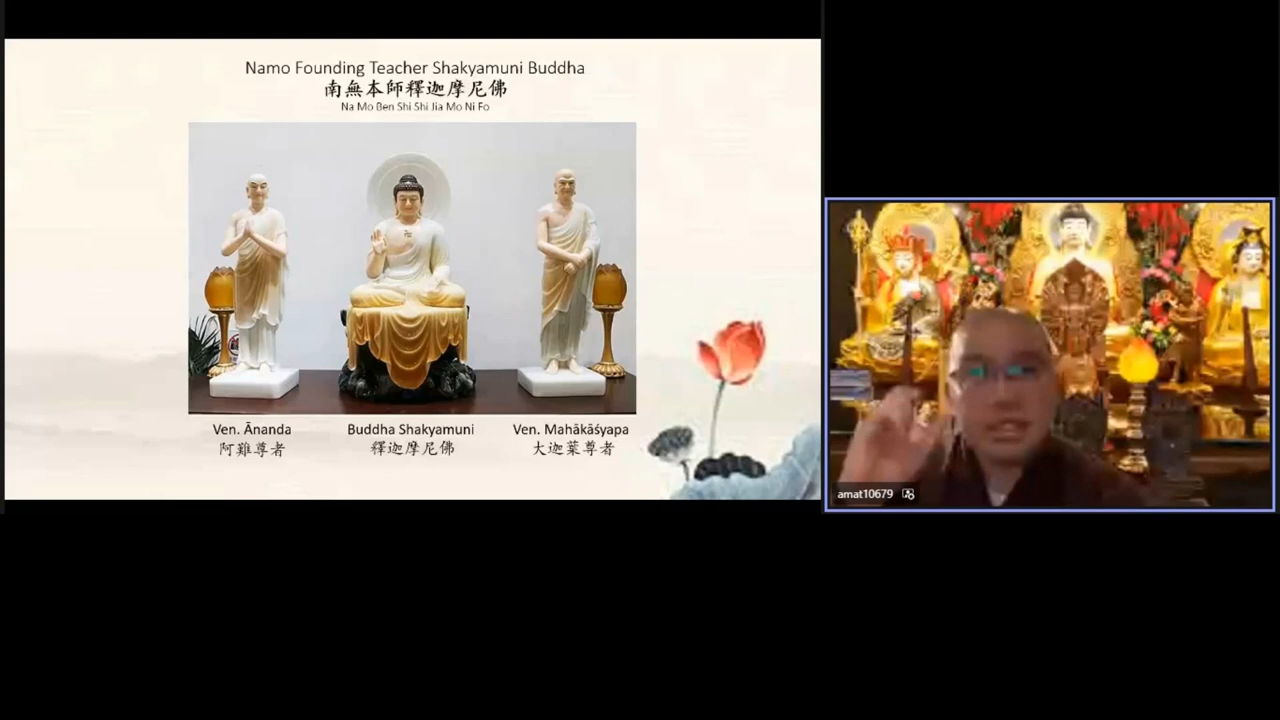 Namo Founding Teacher Shakyamuni Buddha
南無本師釋迦摩尼佛
Na Mo Ben Shi Shi Jia Mo Ni Fo
Ven. Ānanda
阿難尊者
Buddha Shakyamuni
釋迦摩尼佛
Ven. Mahākāśyapa
大迦葉尊者
amat10679